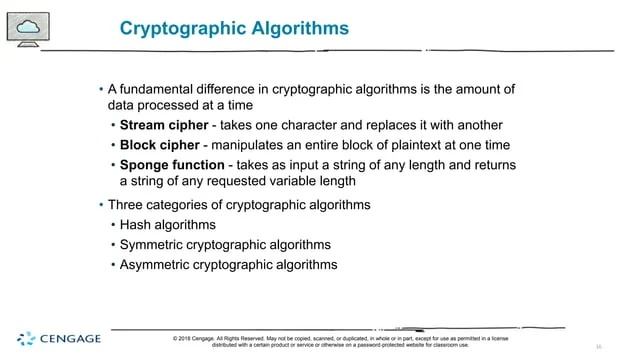 Cryptographic Algorithms
• A fundamental difference in cryptographic algorithms is the amount of
data processed at a time
• Stream cipher - takes one character and replaces it with another
• Block cipher - manipulates an entire block of plaintext at one time
• Sponge function - takes as input a string of any length and returns
a string of any requested variable length
• Three categories of cryptographic algorithms
• Hash algorithms
• Symmetric cryptographic algorithms
• Asymmetric cryptographic algorithms
CENGAGE
© 2018 Cengage. All Rights Reserved. May not be copied, scanned, or duplicated, in whole or in part, except for use as permitted in a license
distributed with a certain product or service or otherwise on a password-protected website for classroom use.
16